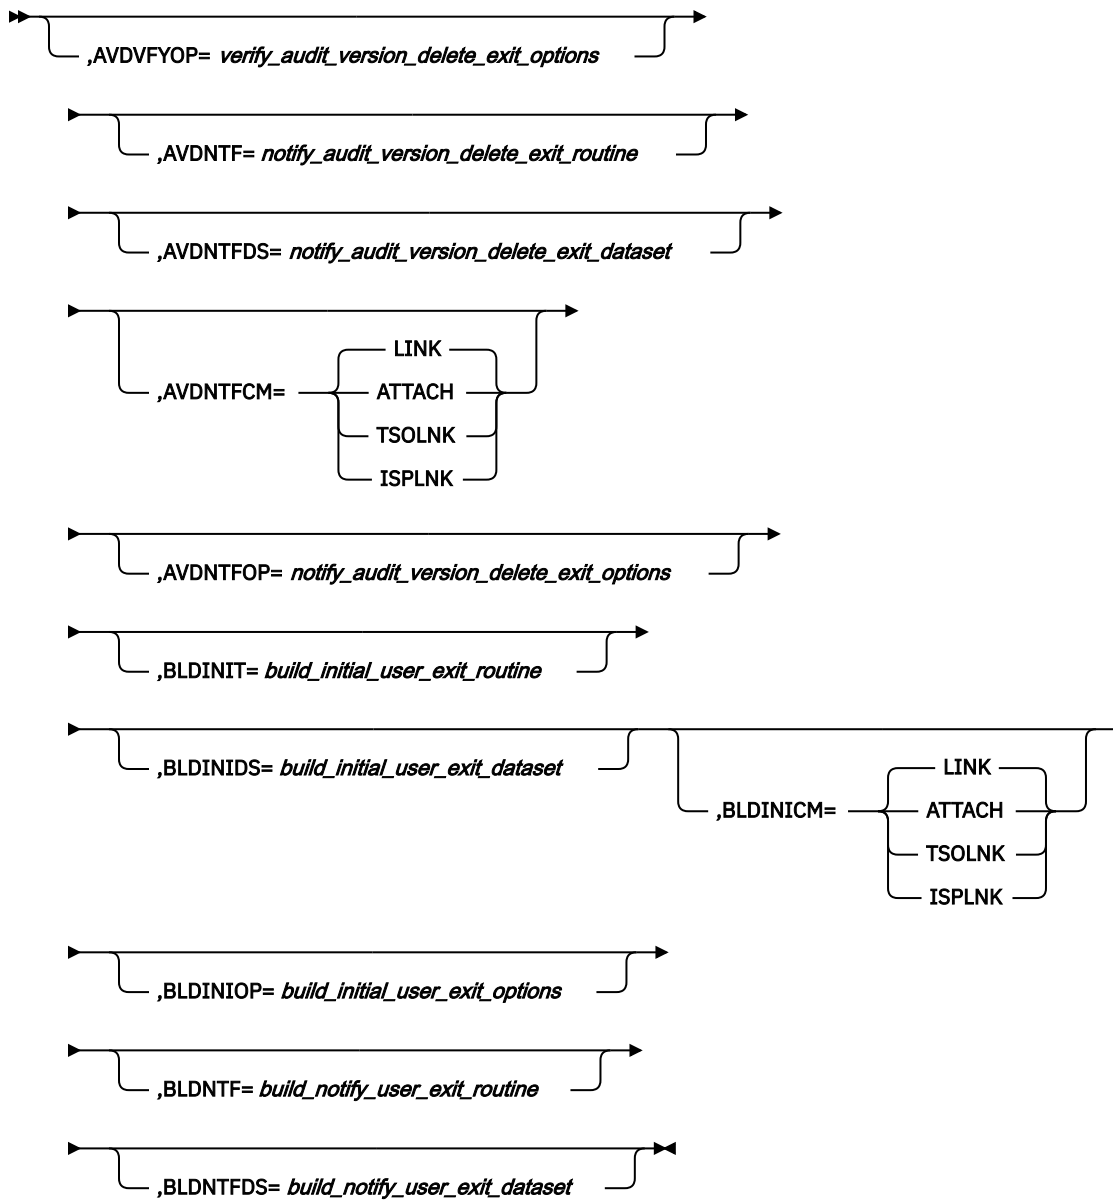 ,AVDVFYOP= verify_audit_version_delete_exit_options
,AVDNTF= notify_audit_version_delete_exit_routine
,AVDNTFDS= notify_audit_version_delete_exit_dataset
,AVDNTFCM=
LINK
ATTACH
TSOLNK
ISPLNK
,AVDNTFOP= notify_audit_version_delete_exit_options
,BLDINIT= build_initial_user_exit_routine
,BLDINIDS= build_initial_user_exit_dataset
,BLDINICM=
LINK
ATTACH
TSOLNK
ISPLNK
,BLDINIOP= build_initial_user_exit_options
,BLDNTF= build_notify_user_exit_routine
,BLDNTFDS= build_notify_user_exit_dataset